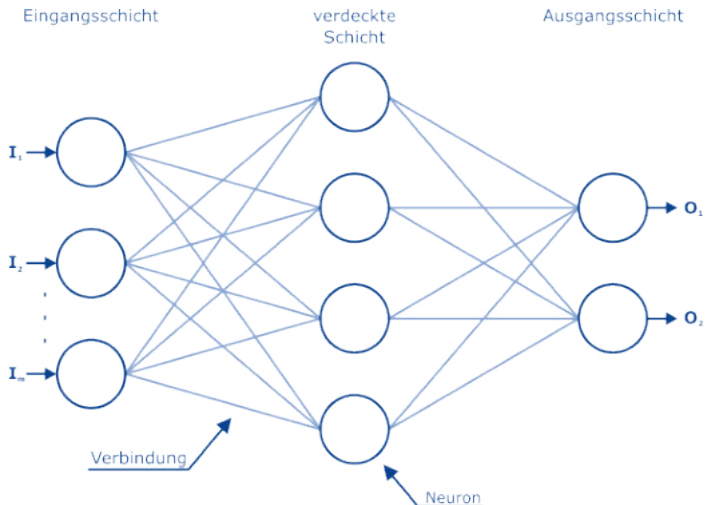 Eingangsschicht
verdeckte
Schicht
Ausgangsschicht
I₁
I₂
Iₘ
O₁
O₂
Verbindung
Neuron